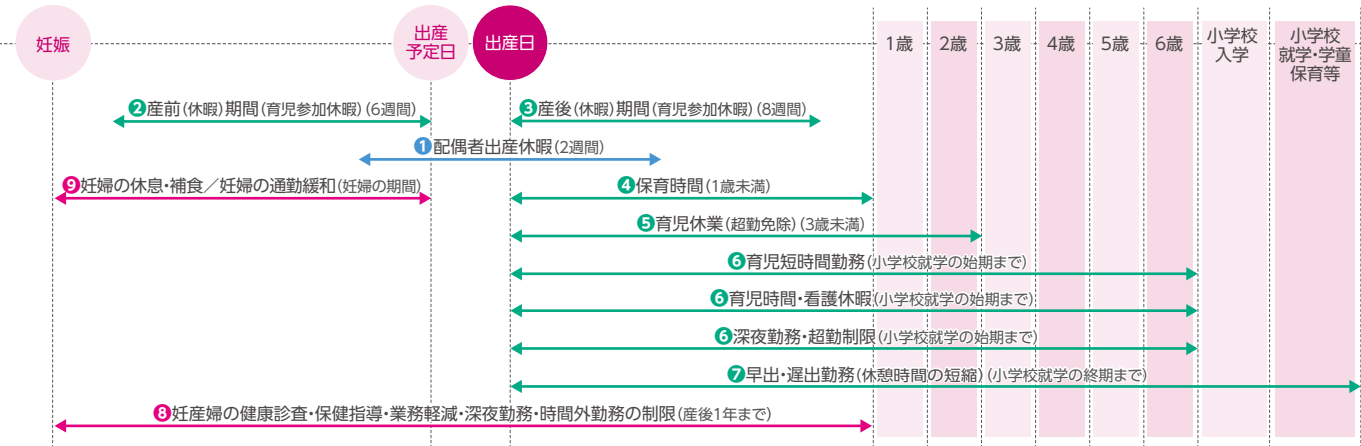 妊娠
出産
予定日
出産日
1歳
2歳
3歳
4歳
5歳
6歳
小学校
入学
小学校
就学・学童
保育等
❷産前(休暇)期間(育児参加休暇)(6週間)
❸産後(休暇)期間(育児参加休暇)(8週間)
❶配偶者出産休暇(2週間)
❾妊婦の休息・補食／妊婦の通勤緩和(妊婦の期間)
❹保育時間(1歳未満)
❺育児休業(超勤免除)(3歳未満)
❻育児短時間勤務(小学校就学の始期まで)
❻育児時間・看護休暇(小学校就学の始期まで)
❻深夜勤務・超勤制限(小学校就学の始期まで)
❼早出・遅出勤務(休憩時間の短縮)(小学校就学の終期まで)
❽妊産婦の健康診査・保健指導・業務軽減・深夜勤務・時間外勤務の制限(産後1年まで)